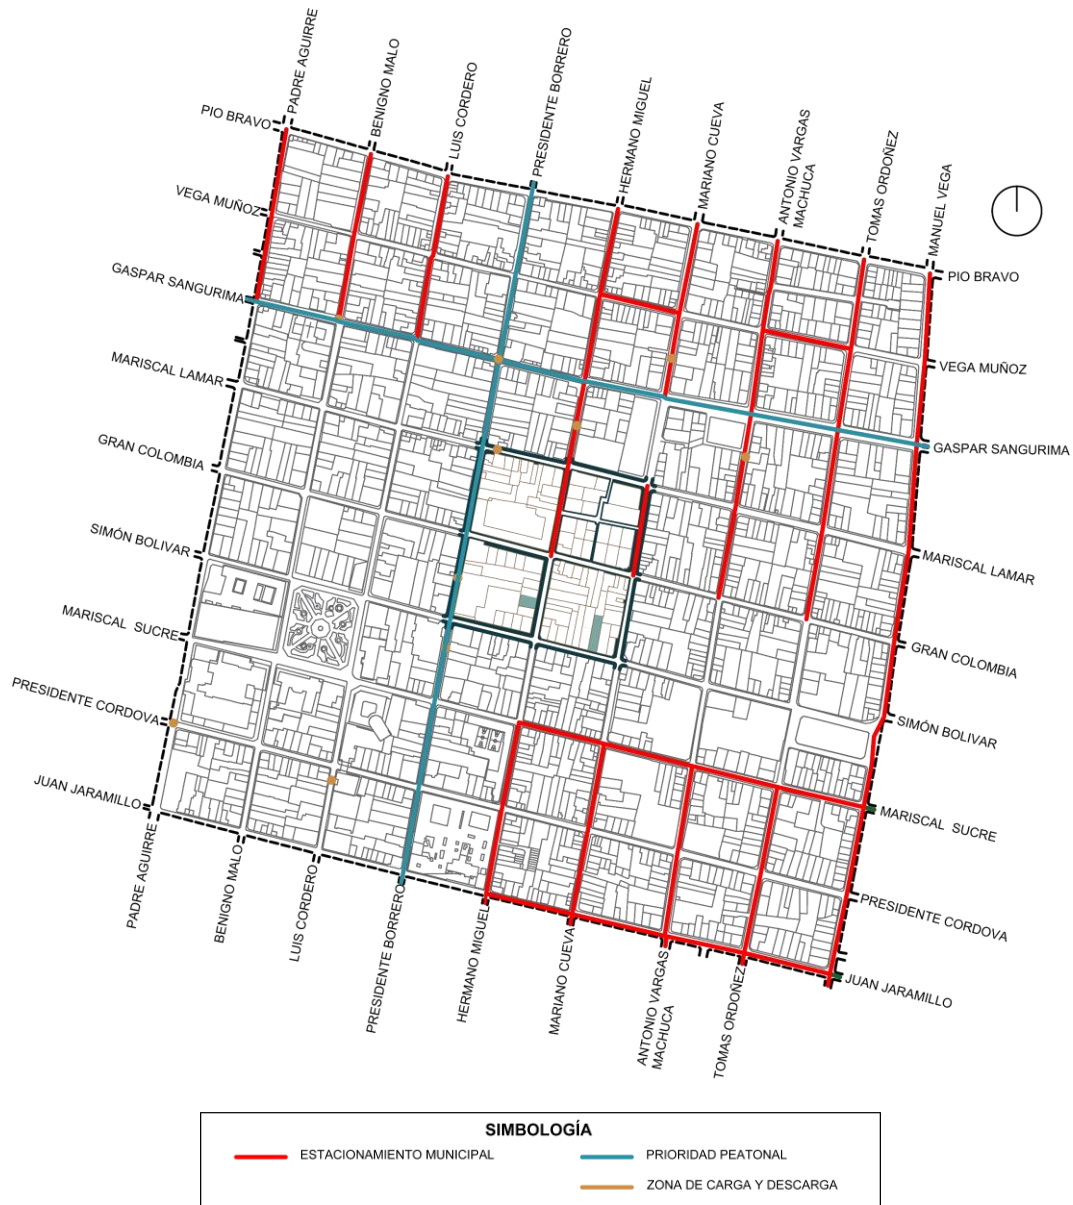 PADRE AGUIRRE
BENIGNO MALO
LUIS CORDERO
PRESIDENTE BORRERO
HERMANO MIGUEL
MARIANO CUEVA
ANTONIO VARGAS
MACHUCA
TOMAS ORDOÑEZ
MANUEL VEGA
PIO BRAVO
VEGA MUÑOZ
GASPAR SANGURIMA
MARISCAL LAMAR
GRAN COLOMBIA
SIMÓN BOLIVAR
MARISCAL SUCRE
PRESIDENTE CORDOVA
JUAN JARAMILLO
PIO BRAVO
VEGA MUÑOZ
GASPAR SANGURIMA
MARISCAL LAMAR
GRAN COLOMBIA
SIMÓN BOLIVAR
MARISCAL SUCRE
PRESIDENTE CORDOVA
JUAN JARAMILLO
PADRE AGUIRRE
BENIGNO MALO
LUIS CORDERO
PRESIDENTE BORRERO
HERMANO MIGUEL
MARIANO CUEVA
ANTONIO VARGAS
MACHUCA
TOMAS ORDOÑEZ
SIMBOLOGÍA
ESTACIONAMIENTO MUNICIPAL
PRIORIDAD PEATONAL
ZONA DE CARGA Y DESCARGA